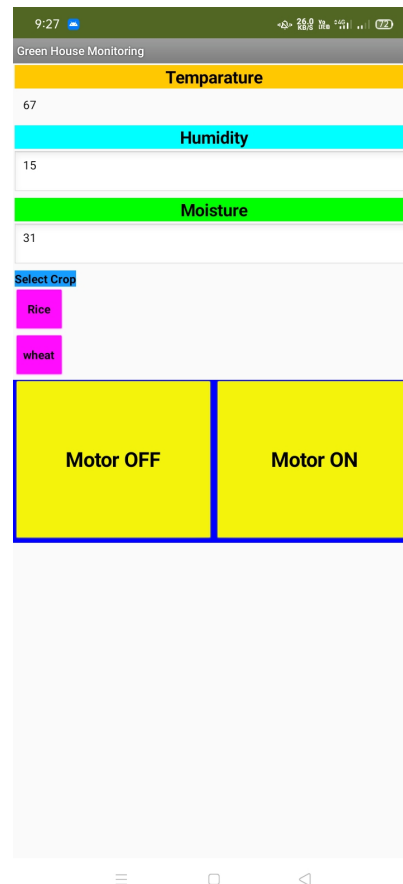 9:27 26.0 KB/S 72
Green House Monitoring
Temparature
67
Humidity
15
Moisture
31
Select Crop
Rice
wheat
Motor OFF Motor ON